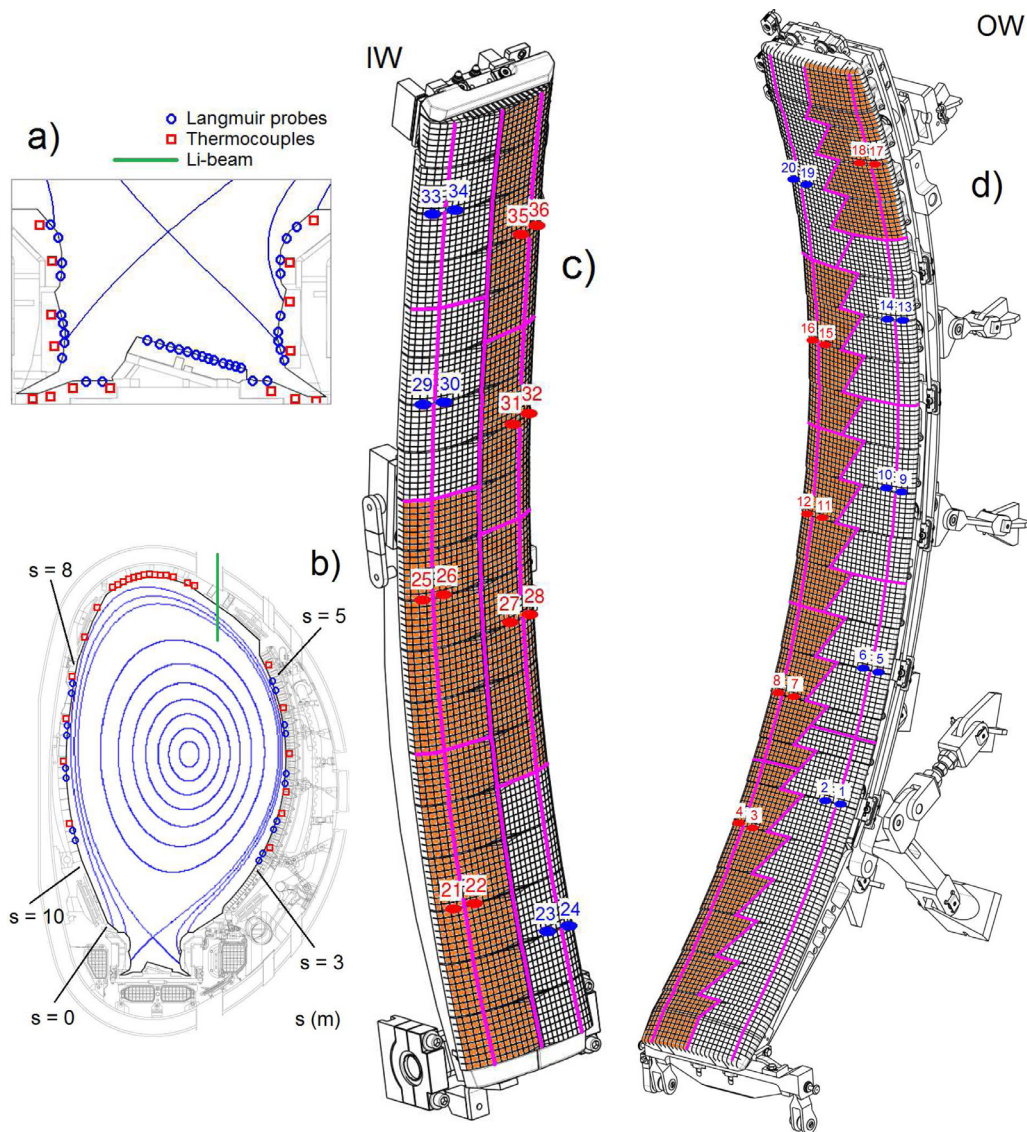 IW
OW
a)
Langmuir probes
Thermocouples
Li-beam
d)
18 17
20 19
33 34
35 36
c)
14 13
16 15
29 30
31 32
10 9
12 11
b)
s = 8
s = 5
25 26
27 28
6 5
8 7
2 1
4 3
s = 10
21 22
23 24
s = 3
s = 0
s (m)